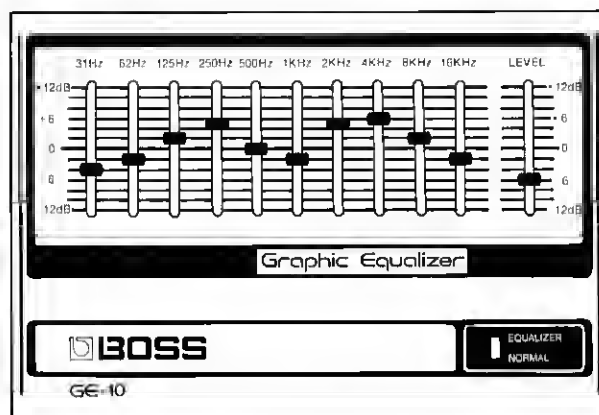 31Hz 62Hz 125Hz 250Hz 500Hz 1KHz 2KHz 4KHz 8KHz 16KHz LEVEL
+12dB +12dB
+6 +6
0 0
6 6
12dB 12dB
Graphic Equalizer
BOSS
EQUALIZER
NORMAL
GE-10